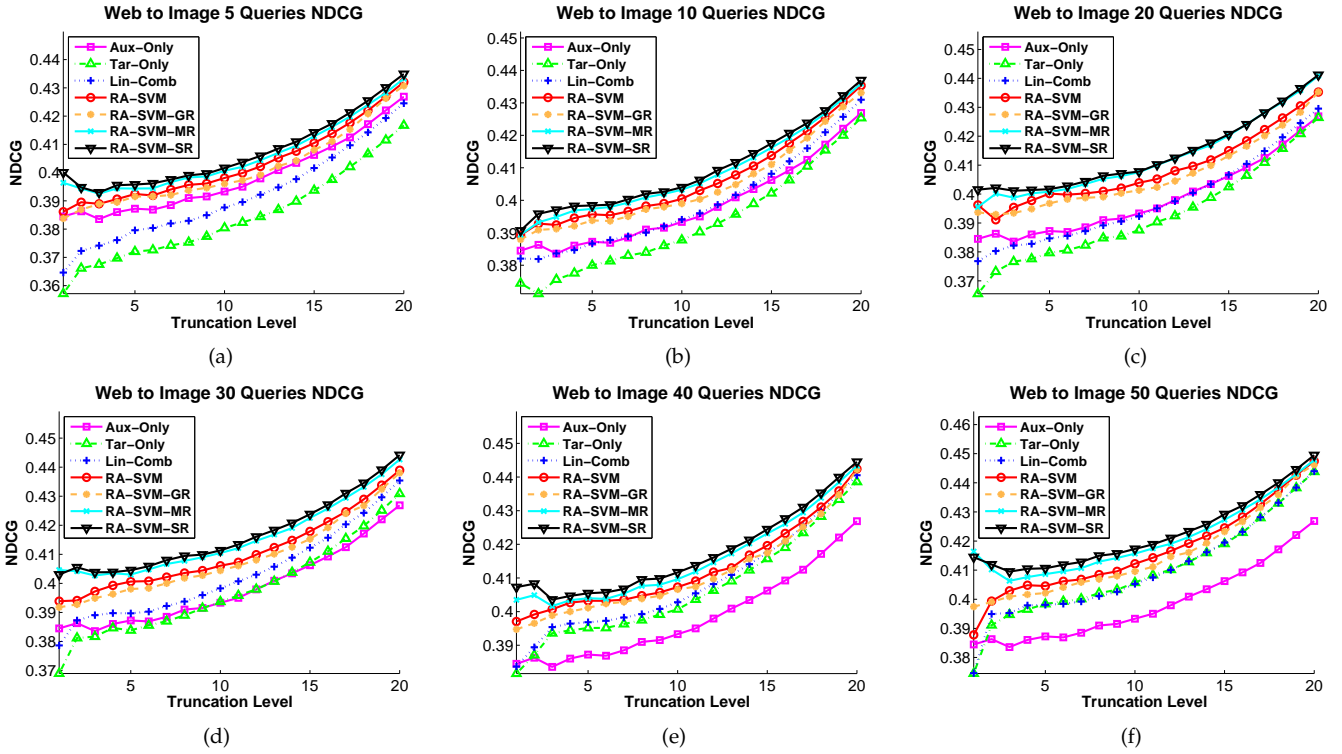 Web to Image 5 Queries NDCG
NDCG
0.44
0.43
0.42
0.41
0.4
0.39
0.38
0.37
0.36
Aux-Only
Tar-Only
Lin-Comb
RA-SVM
RA-SVM-GR
RA-SVM-MR
RA-SVM-SR
5
10
15
20
Truncation Level
(a)
Web to Image 10 Queries NDCG
NDCG
0.45
0.44
0.43
0.42
0.41
0.4
0.39
0.38
Aux-Only
Tar-Only
Lin-Comb
RA-SVM
RA-SVM-GR
RA-SVM-MR
RA-SVM-SR
5
10
15
20
Truncation Level
(b)
Web to Image 20 Queries NDCG
NDCG
0.45
0.44
0.43
0.42
0.41
0.4
0.39
0.38
0.37
Aux-Only
Tar-Only
Lin-Comb
RA-SVM
RA-SVM-GR
RA-SVM-MR
RA-SVM-SR
5
10
15
20
Truncation Level
(c)
Web to Image 30 Queries NDCG
NDCG
0.45
0.44
0.43
0.42
0.41
0.4
0.39
0.38
0.37
Aux-Only
Tar-Only
Lin-Comb
RA-SVM
RA-SVM-GR
RA-SVM-MR
RA-SVM-SR
5
10
15
20
Truncation Level
(d)
Web to Image 40 Queries NDCG
NDCG
0.45
0.44
0.43
0.42
0.41
0.4
0.39
Aux-Only
Tar-Only
Lin-Comb
RA-SVM
RA-SVM-GR
RA-SVM-MR
RA-SVM-SR
5
10
15
20
Truncation Level
(e)
Web to Image 50 Queries NDCG
NDCG
0.46
0.45
0.44
0.43
0.42
0.41
0.4
0.39
0.38
Aux-Only
Tar-Only
Lin-Comb
RA-SVM
RA-SVM-GR
RA-SVM-MR
RA-SVM-SR
5
10
15
20
Truncation Level
(f)